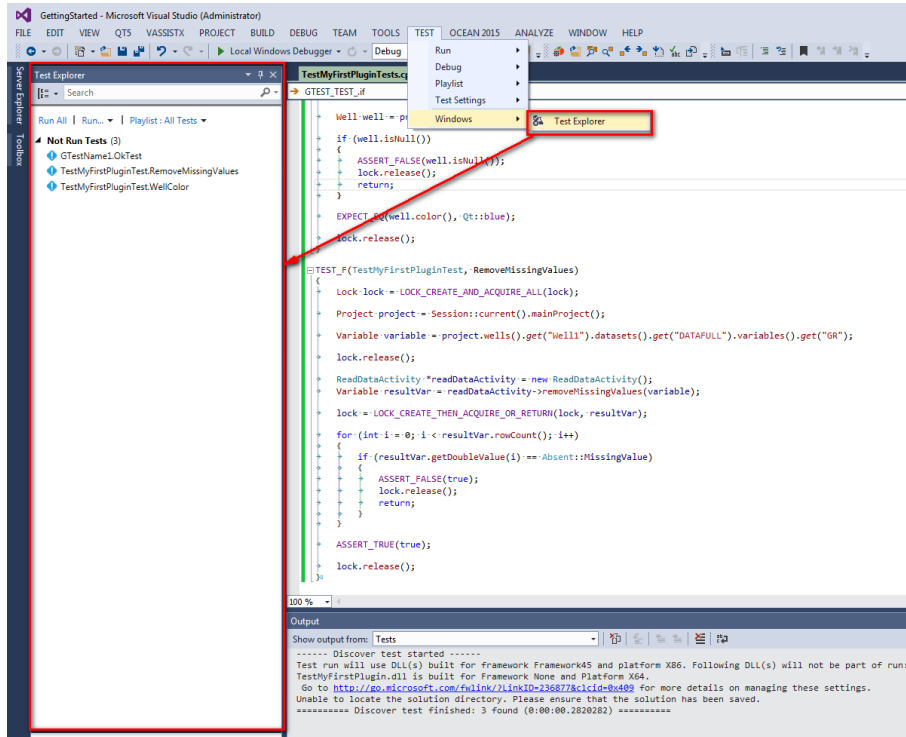 GettingStarted - Microsoft Visual Studio (Administrator)
FILE EDIT VIEW QT5 VASSISTX PROJECT BUILD DEBUG TEAM TOOLS TEST OCEAN 2015 ANALYZE WINDOW HELP
Local Windows Debugger Debug
Run
Debug
Playlist
Test Settings
Windows
Test Explorer
Server Explorer
Toolbox
Test Explorer
Search
Run All | Run... | Playlist : All Tests
Not Run Tests (3)
GTestName1.OkTest
TestMyFirstPluginTest.RemoveMissingValues
TestMyFirstPluginTest.WellColor
TestMyFirstPluginTests.cp
GTEST_TEST_.if
Well well = pr
if (well.isNull())
{
ASSERT_FALSE(well.isNull());
lock.release();
return;
}
EXPECT_EQ(well.color(), Qt::blue);
lock.release();
}
TEST_F(TestMyFirstPluginTest, RemoveMissingValues)
{
Lock lock = LOCK_CREATE_AND_ACQUIRE_ALL(lock);
Project project = Session::current().mainProject();
Variable variable = project.wells().get("Well1").datasets().get("DATAFULL").variables().get("GR");
lock.release();
ReadDataActivity *readDataActivity = new ReadDataActivity();
Variable resultVar = readDataActivity->removeMissingValues(variable);
lock = LOCK_CREATE_THEN_ACQUIRE_OR_RETURN(lock, resultVar);
for (int i = 0; i < resultVar.rowCount(); i++)
{
if (resultVar.getDoubleValue(i) == Absent::MissingValue)
{
ASSERT_FALSE(true);
lock.release();
return;
}
}
ASSERT_TRUE(true);
lock.release();
}
100 %
Output
Show output from: Tests
------ Discover test started ------
Test run will use DLL(s) built for framework Framework45 and platform X86. Following DLL(s) will not be part of run:
TestMyFirstPlugin.dll is built for Framework None and Platform X64.
Go to http://go.microsoft.com/fwlink/?LinkID=236877&clcid=0x409 for more details on managing these settings.
Unable to locate the solution directory. Please ensure that the solution has been saved.
========== Discover test finished: 3 found (0:00:00.2820282) ==========